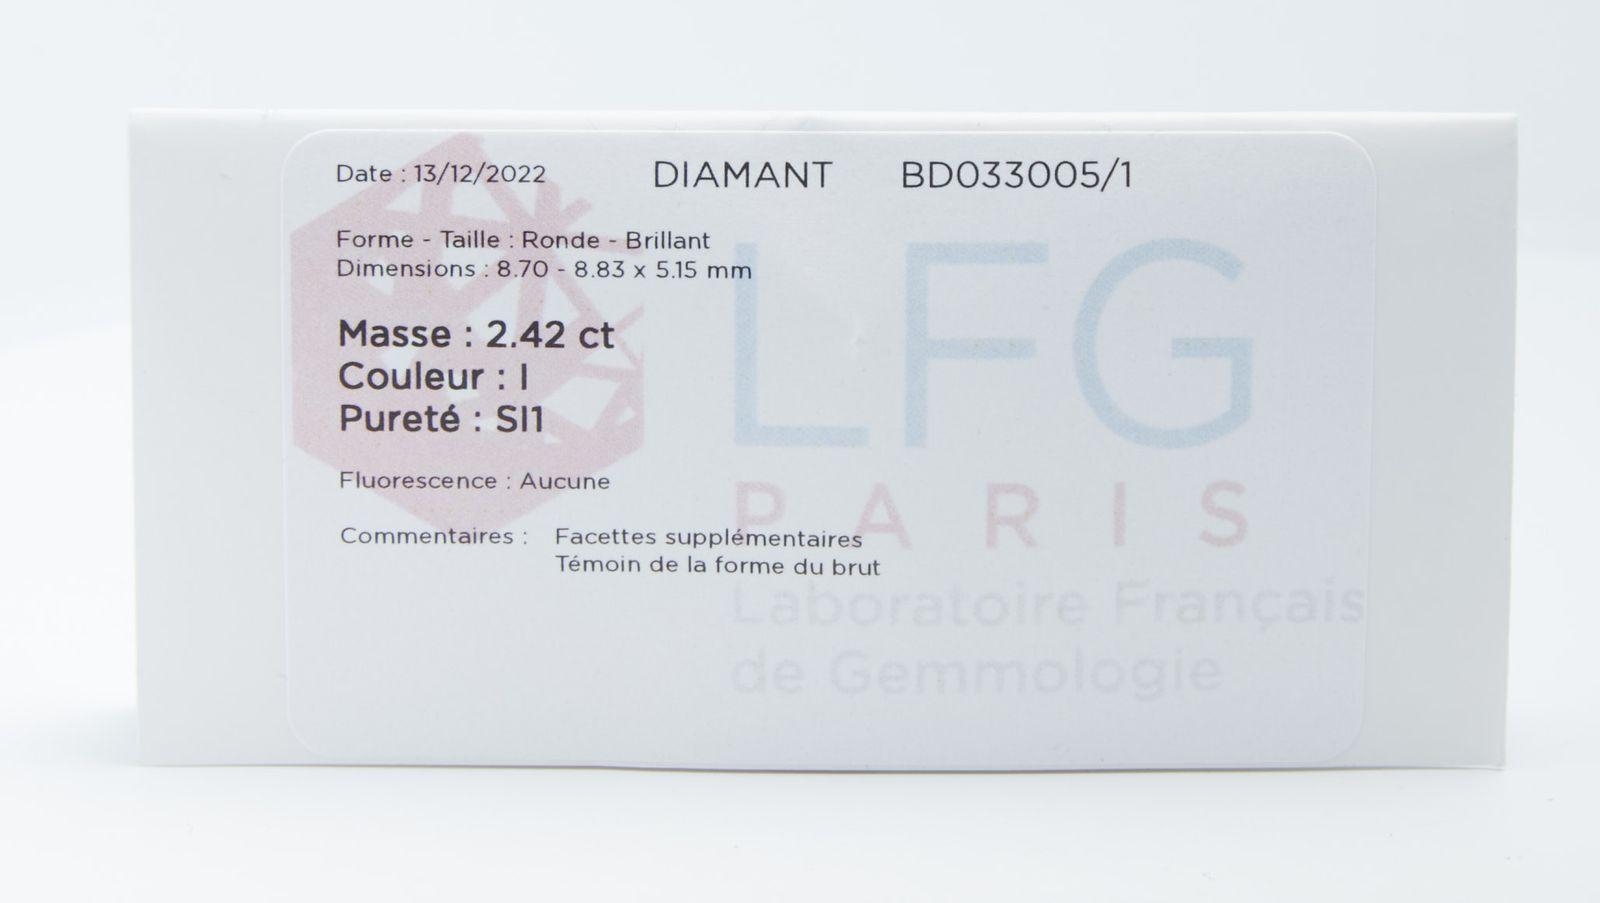 Date : 13/12/2022 DIAMANT BD033005/1
Forme - Taille : Ronde - Brillant
Dimensions : 8.70 - 8.83 x 5.15 mm
Masse : 2.42 ct
Couleur : I
Pureté : SI1
Fluorescence : Aucune
Commentaires : Facettes supplémentaires
Témoin de la forme du brut
LFG
PARIS
Laboratoire Français
de Gemmologie